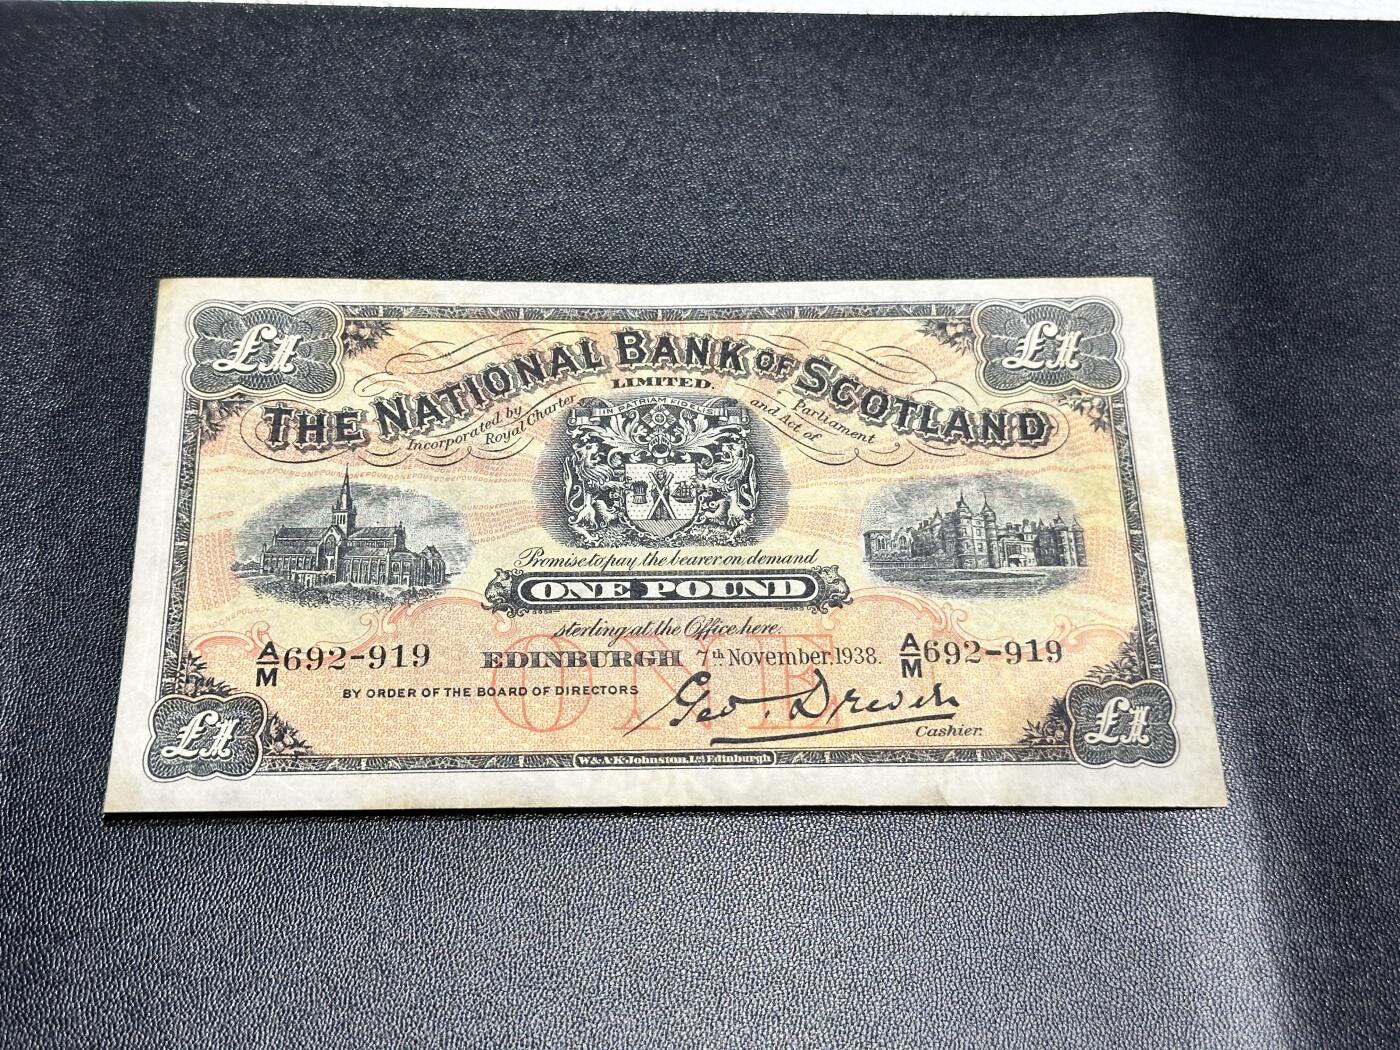 £1 £1
THE NATIONAL BANK OF SCOTLAND
LIMITED.
Incorporated by Royal Charter and Act of Parliament
IN PATRIAM FIDELIS
Promise to pay the bearer on demand
ONE POUND
sterling at the Office here.
A/M 692-919 EDINBURGH 7th November, 1938. A/M 692-919
ONE
BY ORDER OF THE BOARD OF DIRECTORS Geo. Drever
Cashier.
£1 £1
W. & A. K. Johnston, Ltd Edinburgh